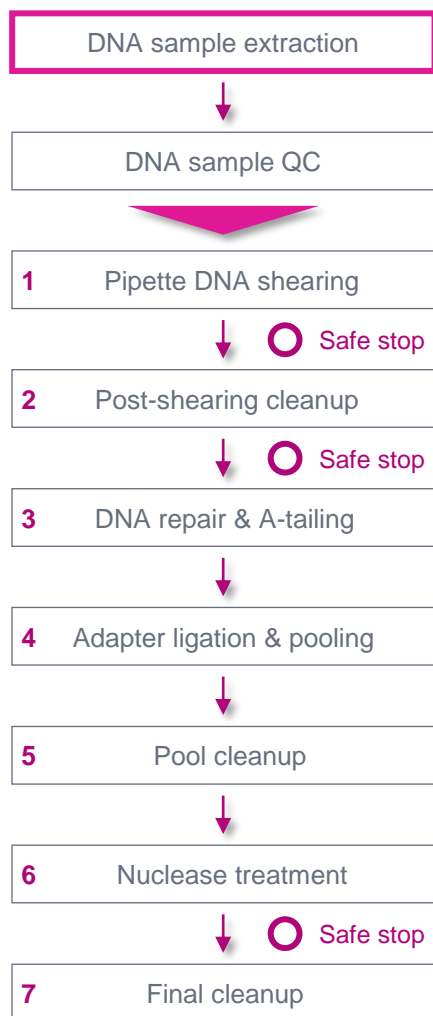 DNA sample extraction
DNA sample QC
1 Pipette DNA shearing
Safe stop
2 Post-shearing cleanup
Safe stop
3 DNA repair & A-tailing
4 Adapter ligation & pooling
5 Pool cleanup
6 Nuclease treatment
Safe stop
7 Final cleanup